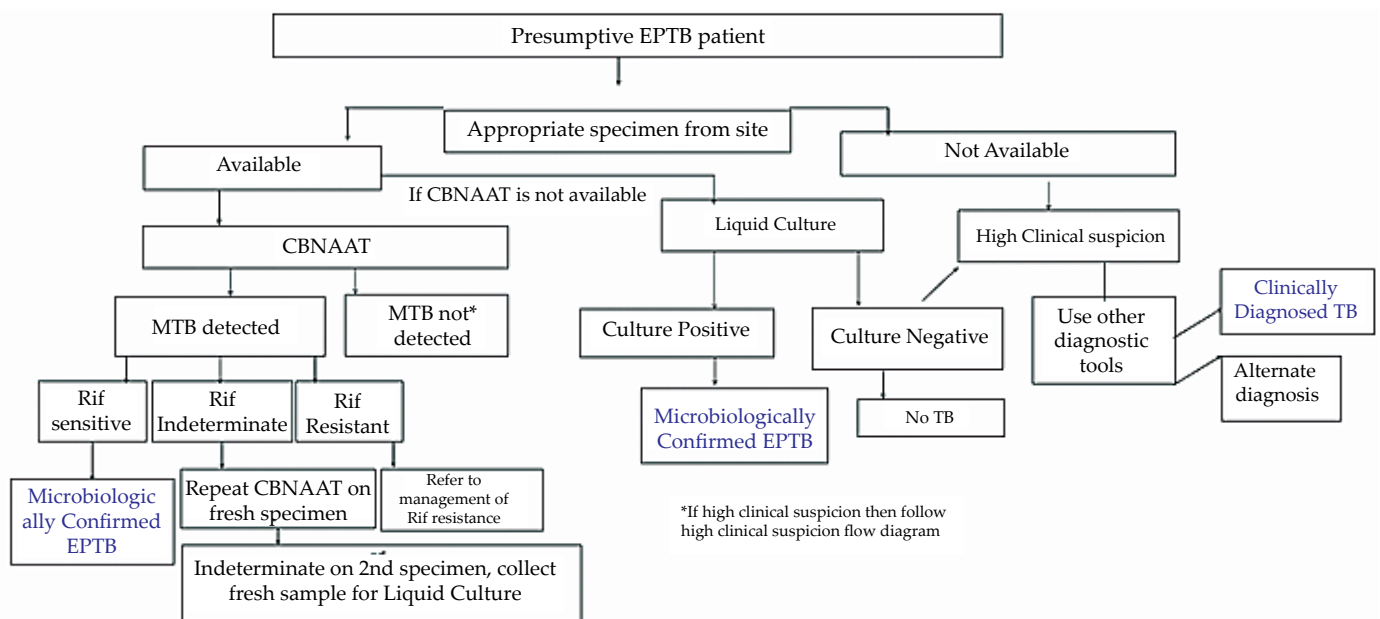 Presumptive EPTB patient
Appropriate specimen from site
Available
Not Available
If CBNAAT is not available
Liquid Culture
High Clinical suspicion
CBNAAT
MTB detected
MTB not*
detected
Culture Positive
Culture Negative
Use other
diagnostic
tools
Clinically
Diagnosed TB
Alternate
diagnosis
Rif
sensitive
Rif
Indeterminate
Rif
Resistant
Microbiologically
Confirmed EPTB
No TB
Microbiologic
ally Confirmed
EPTB
Repeat CBNAAT on
fresh specimen
Refer to
management of
Rif resistance
*If high clinical suspicion then follow
high clinical suspicion flow diagram
Indeterminate on 2nd specimen, collect
fresh sample for Liquid Culture